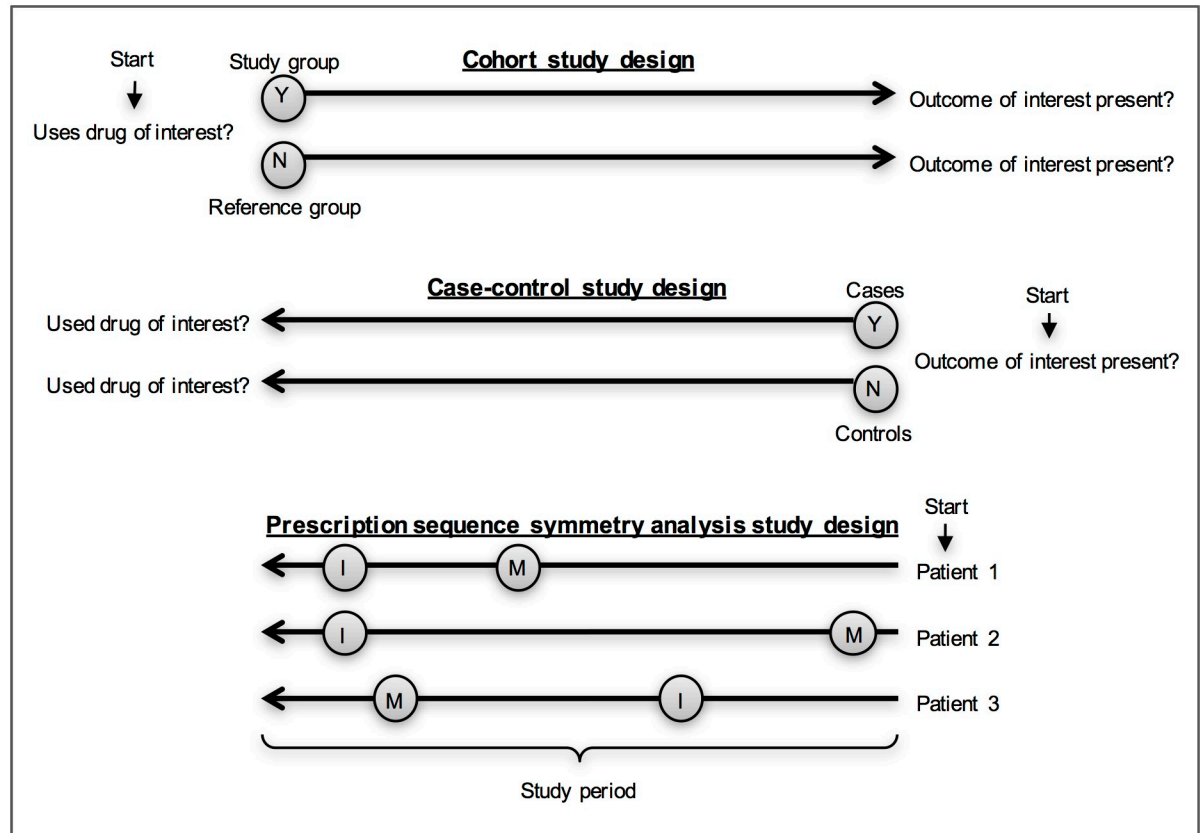 Cohort study design
Start
Study group
Y
Outcome of interest present?
Uses drug of interest?
N
Outcome of interest present?
Reference group
Case-control study design
Cases
Start
Used drug of interest?
Y
Outcome of interest present?
Used drug of interest?
N
Controls
Start
Prescription sequence symmetry analysis study design
I
M
Patient 1
I
M
Patient 2
M
I
Patient 3
Study period